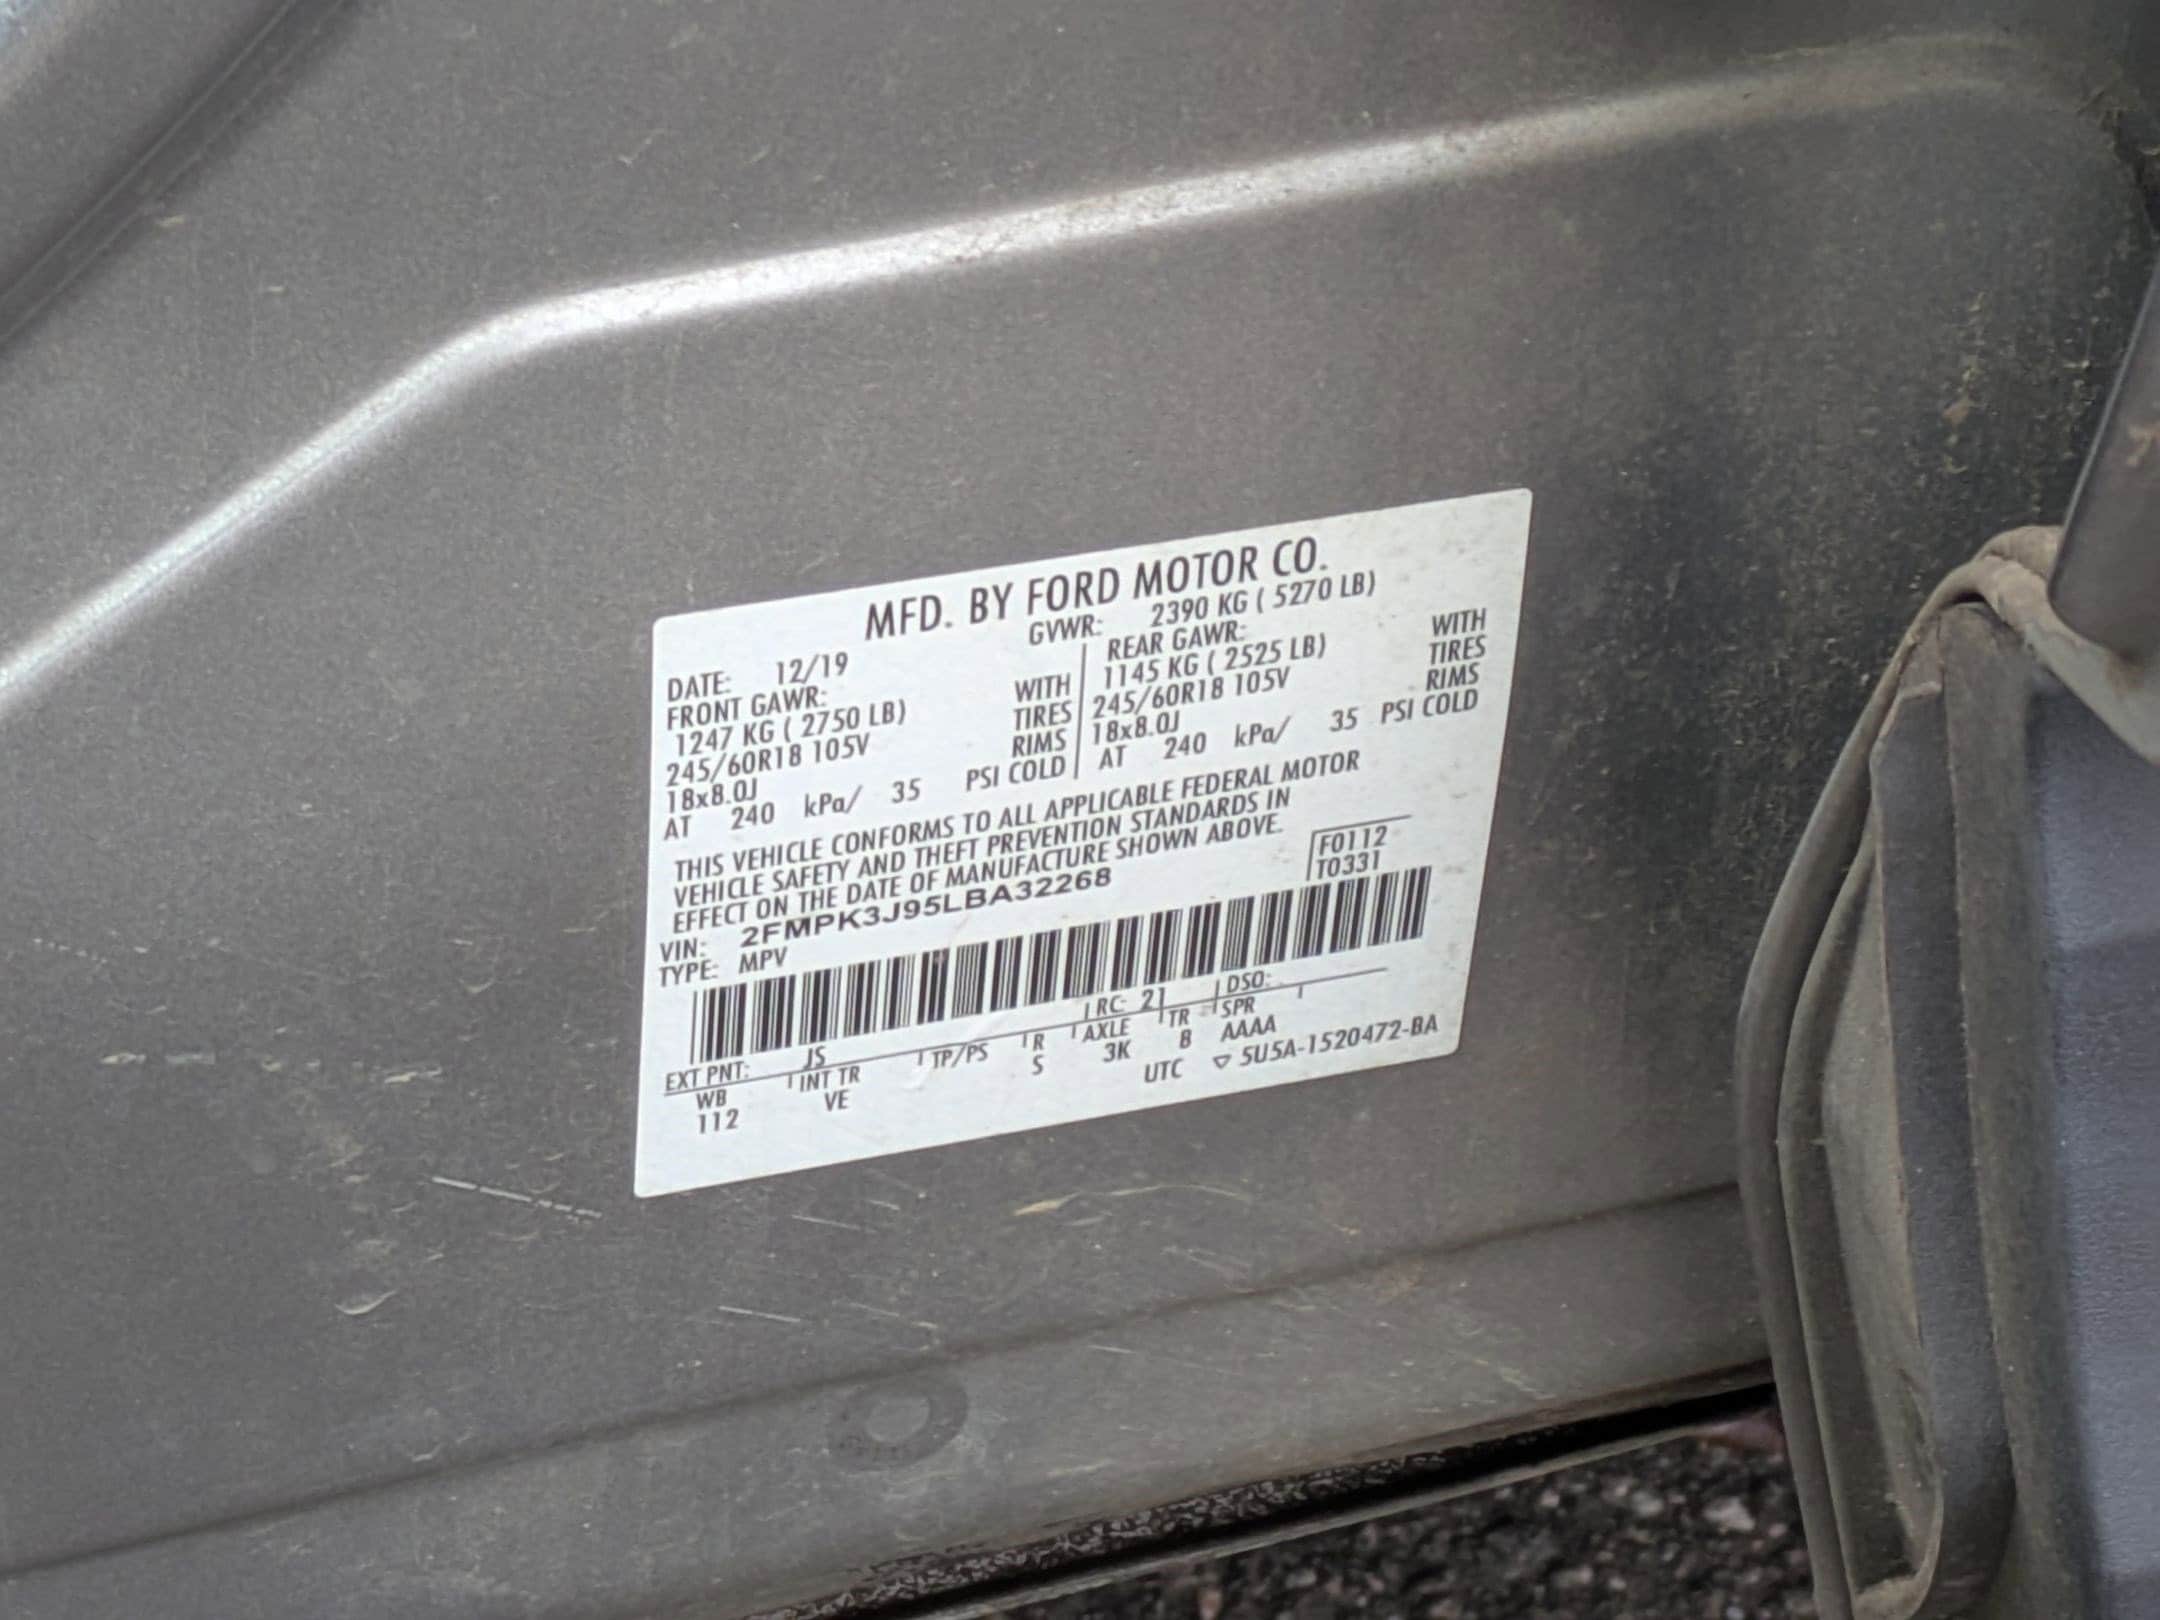 MFD. BY FORD MOTOR CO.
DATE: 12/19 GVWR: 2390 KG ( 5270 LB)
FRONT GAWR: REAR GAWR:
1247 KG ( 2750 LB) WITH 1145 KG ( 2525 LB) WITH
245/60R18 105V TIRES 245/60R18 105V TIRES
18x8.0J RIMS 18x8.0J RIMS
AT 240 kPa/ 35 PSI COLD AT 240 kPa/ 35 PSI COLD
THIS VEHICLE CONFORMS TO ALL APPLICABLE FEDERAL MOTOR
VEHICLE SAFETY AND THEFT PREVENTION STANDARDS IN
EFFECT ON THE DATE OF MANUFACTURE SHOWN ABOVE.
VIN: 2FMPK3J95LBA32268 F0112
TYPE: MPV T0331
EXT PNT: JS RC: 21 DSO:
WB INT TR TP/PS R AXLE TR SPR
112 VE S 3K 8 AAAA
UTC ▽ 5U5A-1520472-BA